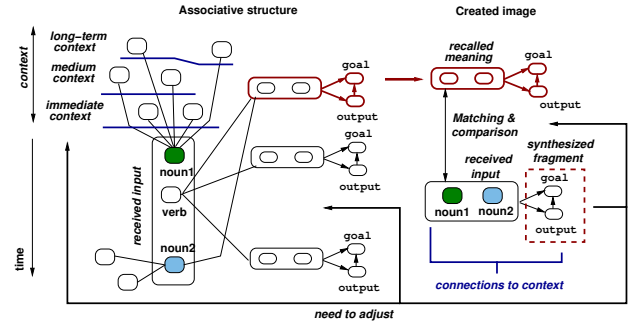 Associative structure
Created image
long-term
context
medium
context
immediate
context
context
time
received input
noun1
verb
noun2
goal
output
goal
output
goal
output
recalled
meaning
goal
output
Matching &
comparison
received
input
synthesized
fragment
goal
output
noun1 noun2
connections to context
need to adjust